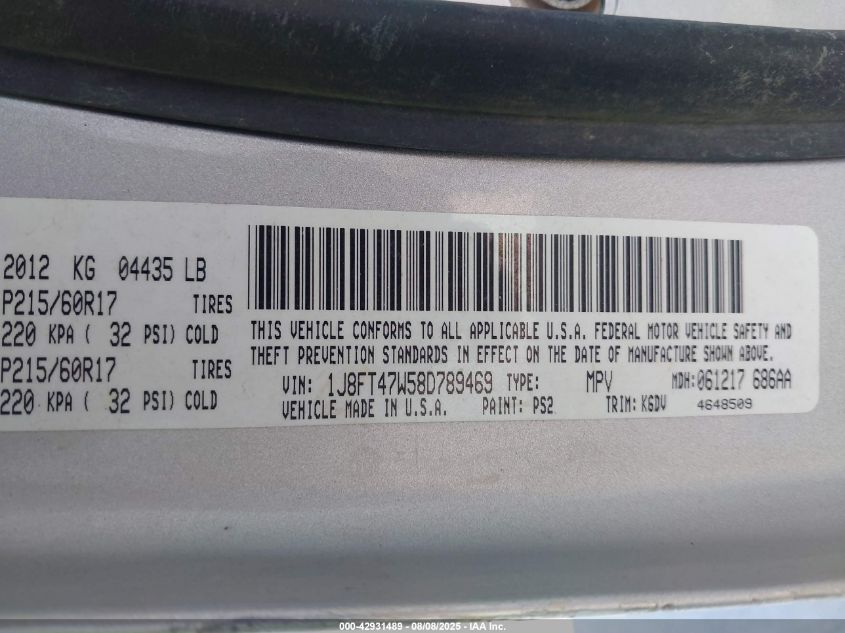 2012 KG 04435 LB
P215/60R17 TIRES
220 KPA ( 32 PSI) COLD
P215/60R17 TIRES
220 KPA ( 32 PSI) COLD
THIS VEHICLE CONFORMS TO ALL APPLICABLE U.S.A. FEDERAL MOTOR VEHICLE SAFETY AND
THEFT PREVENTION STANDARDS IN EFFECT ON THE DATE OF MANUFACTURE SHOWN ABOVE.
VIN: 1J8FT47W58D789469 TYPE: MPV MDH:061217 686AA
VEHICLE MADE IN U.S.A. PAINT: PS2 TRIM: K6DV 4648509
000-42931489 - 08/08/2025 - IAA Inc.